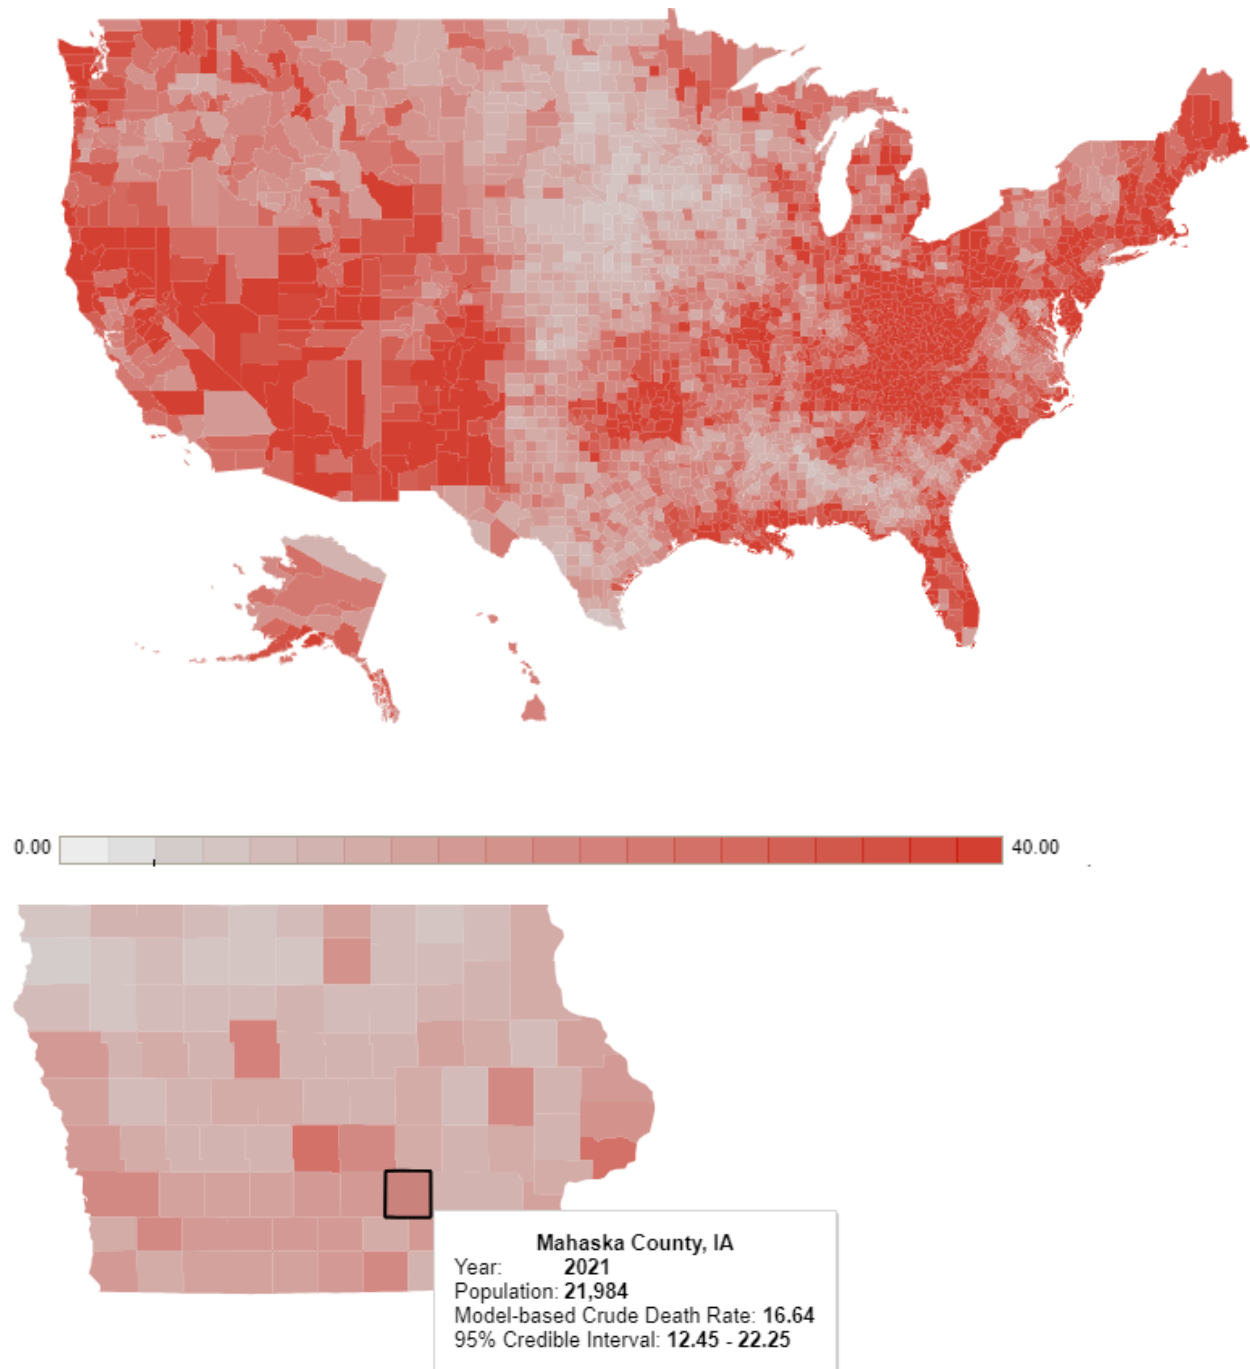 0.00 40.00
Mahaska County, IA
Year: 2021
Population: 21,984
Model-based Crude Death Rate: 16.64
95% Credible Interval: 12.45 - 22.25